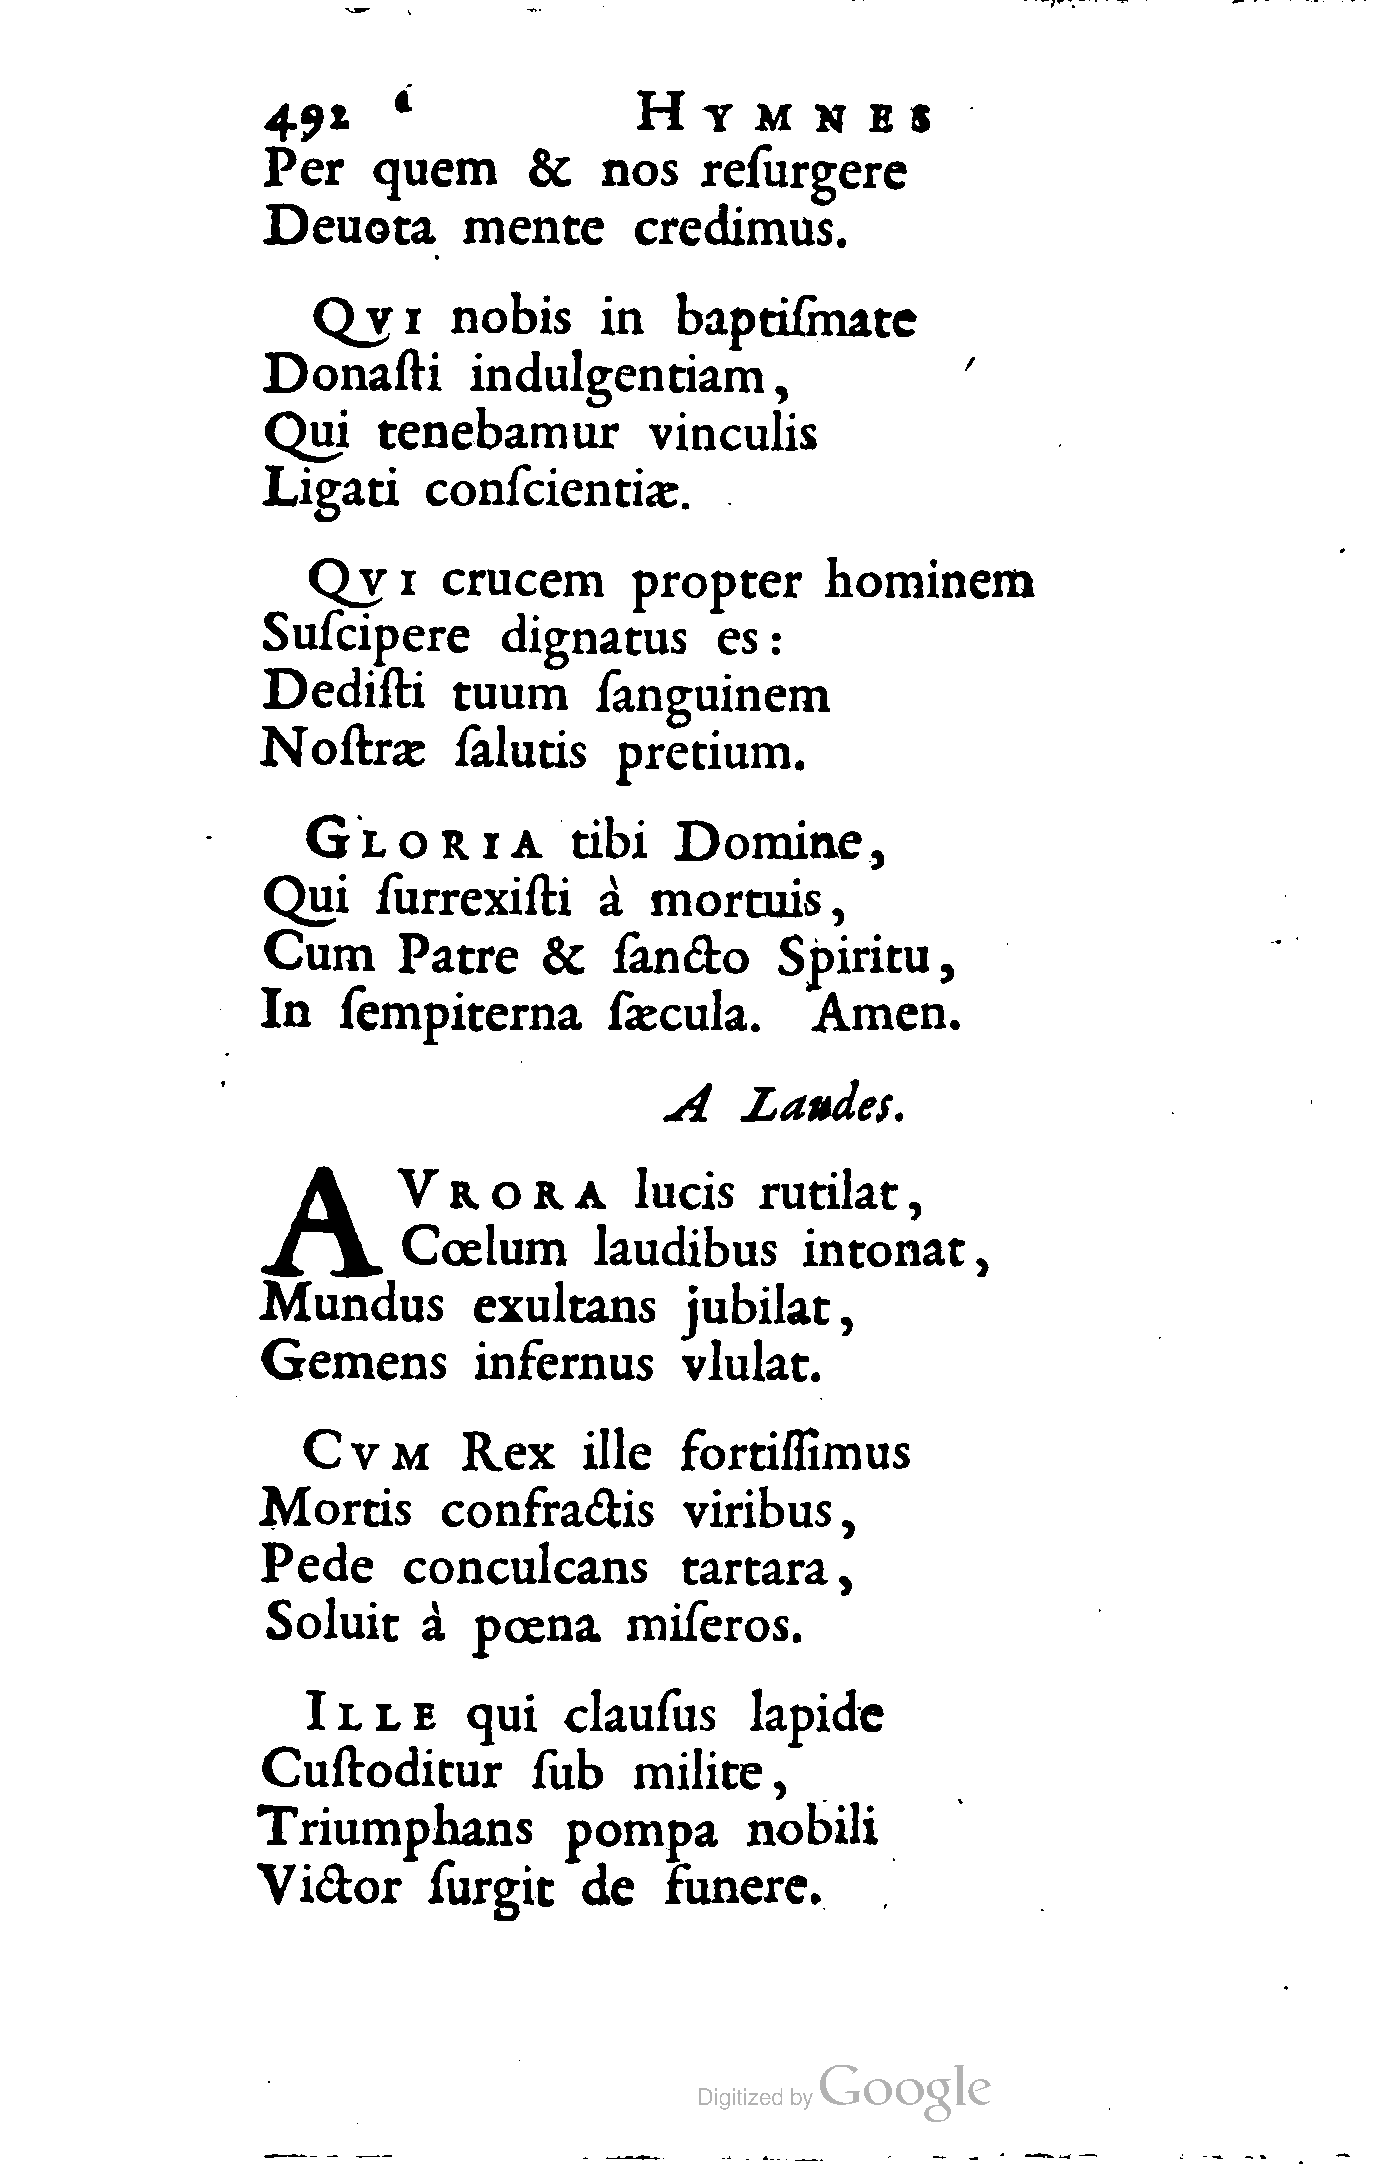 492 HYMNES
Per quem & nos reſurgere
Deuota mente credimus.
QVI nobis in baptiſmate
Donaſti indulgentiam,
Qui tenebamur vinculis
Ligati conſcientiæ.
QVI crucem propter hominem
Suſcipere dignatus es:
Dediſti tuum ſanguinem
Noſtræ ſalutis pretium.
GLORIA tibi Domine,
Qui ſurrexiſti à mortuis,
Cum Patre & ſancto Spiritu,
In ſempiterna ſæcula. Amen.
A Laudes.
AVRORA lucis rutilat,
Cœlum laudibus intonat,
Mundus exultans jubilat,
Gemens infernus vlulat.
CVM Rex ille fortiſſimus
Mortis confractis viribus,
Pede conculcans tartara,
Soluit à pœna miſeros.
ILLE qui clauſus lapide
Cuſtoditur ſub milite,
Triumphans pompa nobili
Victor ſurgit de funere.
Digitized by Google